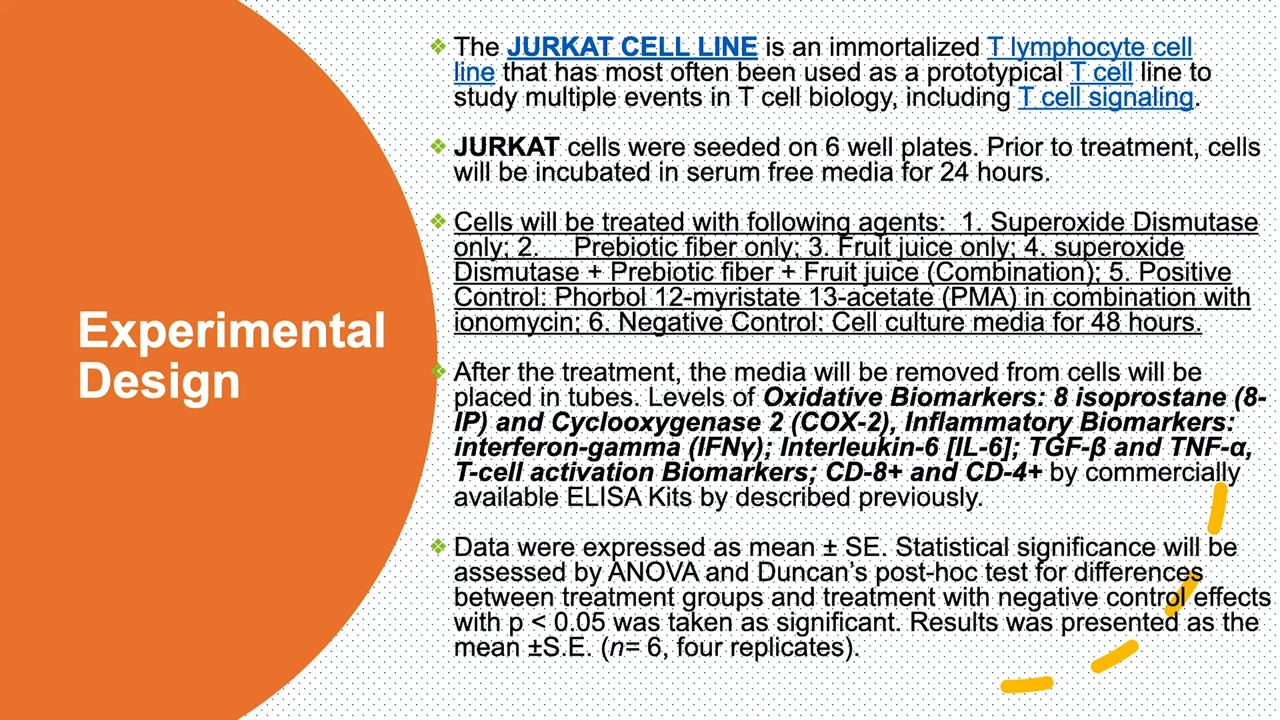 Experimental
Design
The JURKAT CELL LINE is an immortalized T lymphocyte cell
line that has most often been used as a prototypical T cell line to
study multiple events in T cell biology, including T cell signaling.
JURKAT cells were seeded on 6 well plates. Prior to treatment, cells
will be incubated in serum free media for 24 hours.
Cells will be treated with following agents: 1. Superoxide Dismutase
only; 2. Prebiotic fiber only; 3. Fruit juice only; 4. superoxide
Dismutase + Prebiotic fiber + Fruit juice (Combination); 5. Positive
Control: Phorbol 12-myristate 13-acetate (PMA) in combination with
ionomycin; 6. Negative Control: Cell culture media for 48 hours.
After the treatment, the media will be removed from cells will be
placed in tubes. Levels of Oxidative Biomarkers: 8 isoprostane (8-
IP) and Cyclooxygenase 2 (COX-2), Inflammatory Biomarkers:
interferon-gamma (IFNγ); Interleukin-6 [IL-6]; TGF-β and TNF-α,
T-cell activation Biomarkers; CD-8+ and CD-4+ by commercially
available ELISA Kits by described previously.
Data were expressed as mean ± SE. Statistical significance will be
assessed by ANOVA and Duncan's post-hoc test for differences
between treatment groups and treatment with negative control effects
with p < 0.05 was taken as significant. Results was presented as the
mean ±S.E. (n= 6, four replicates).